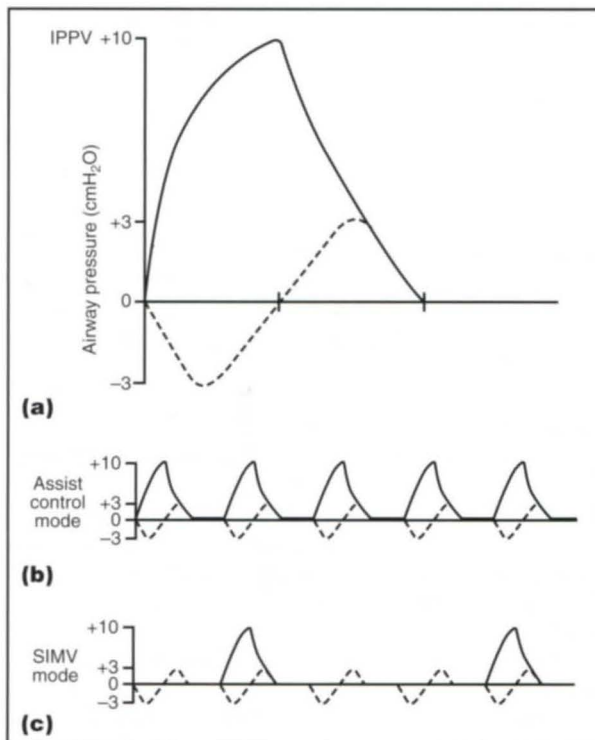 IPPV +10
Airway pressure (cmH₂O)
+3
0
−3
(a)
Assist
control
mode
+10
+3
0
−3
(b)
SIMV
mode
+10
+3
0
−3
(c)